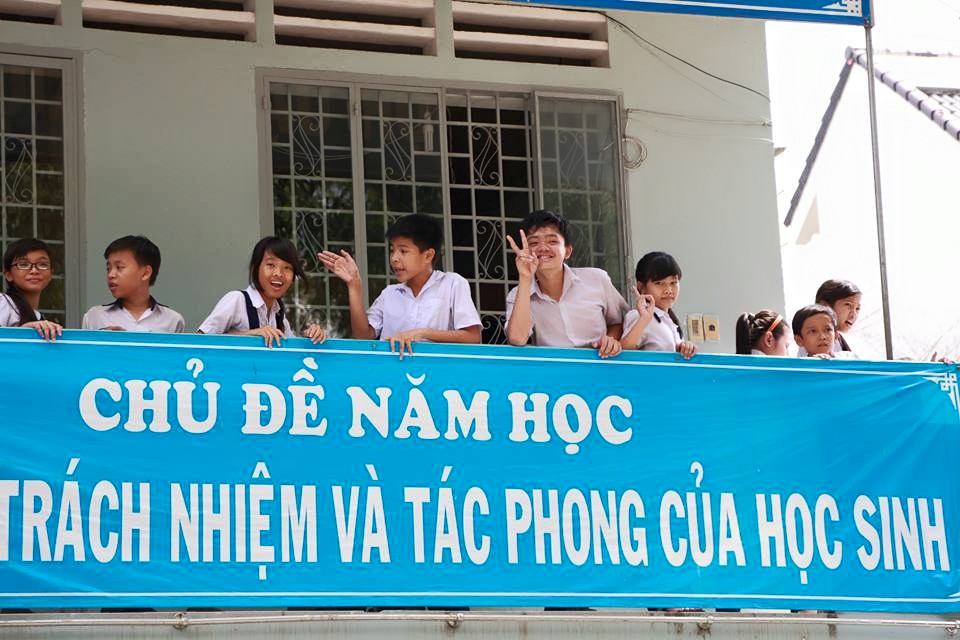 CHỦ ĐỀ NĂM HỌC
TRÁCH NHIỆM VÀ TÁC PHONG CỦA HỌC SINH